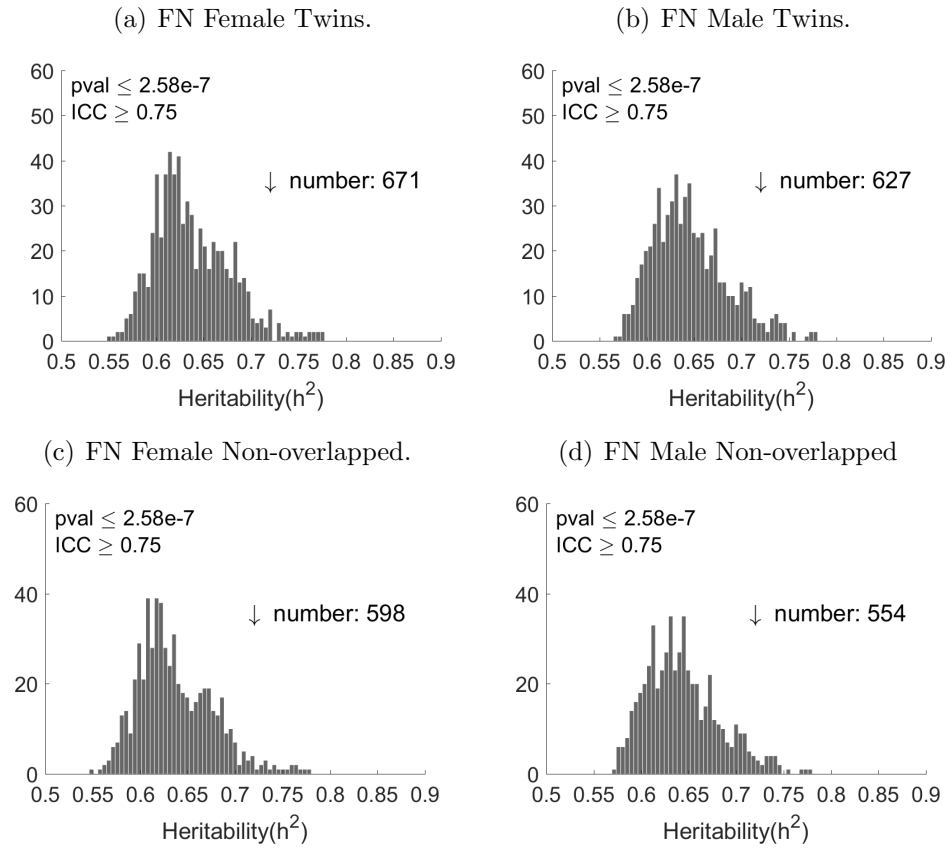 (a) FN Female Twins.
60
50
40
30
20
10
0
pval ≤ 2.58e-7
ICC ≥ 0.75
↓ number: 671
0.5 0.55 0.6 0.65 0.7 0.75 0.8 0.85 0.9
Heritability(h²)
(b) FN Male Twins.
60
50
40
30
20
10
0
pval ≤ 2.58e-7
ICC ≥ 0.75
↓ number: 627
0.5 0.55 0.6 0.65 0.7 0.75 0.8 0.85 0.9
Heritability(h²)
(c) FN Female Non-overlapped.
60
40
20
0
pval ≤ 2.58e-7
ICC ≥ 0.75
↓ number: 598
0.5 0.55 0.6 0.65 0.7 0.75 0.8 0.85 0.9
Heritability(h²)
(d) FN Male Non-overlapped
60
40
20
0
pval ≤ 2.58e-7
ICC ≥ 0.75
↓ number: 554
0.5 0.55 0.6 0.65 0.7 0.75 0.8 0.85 0.9
Heritability(h²)